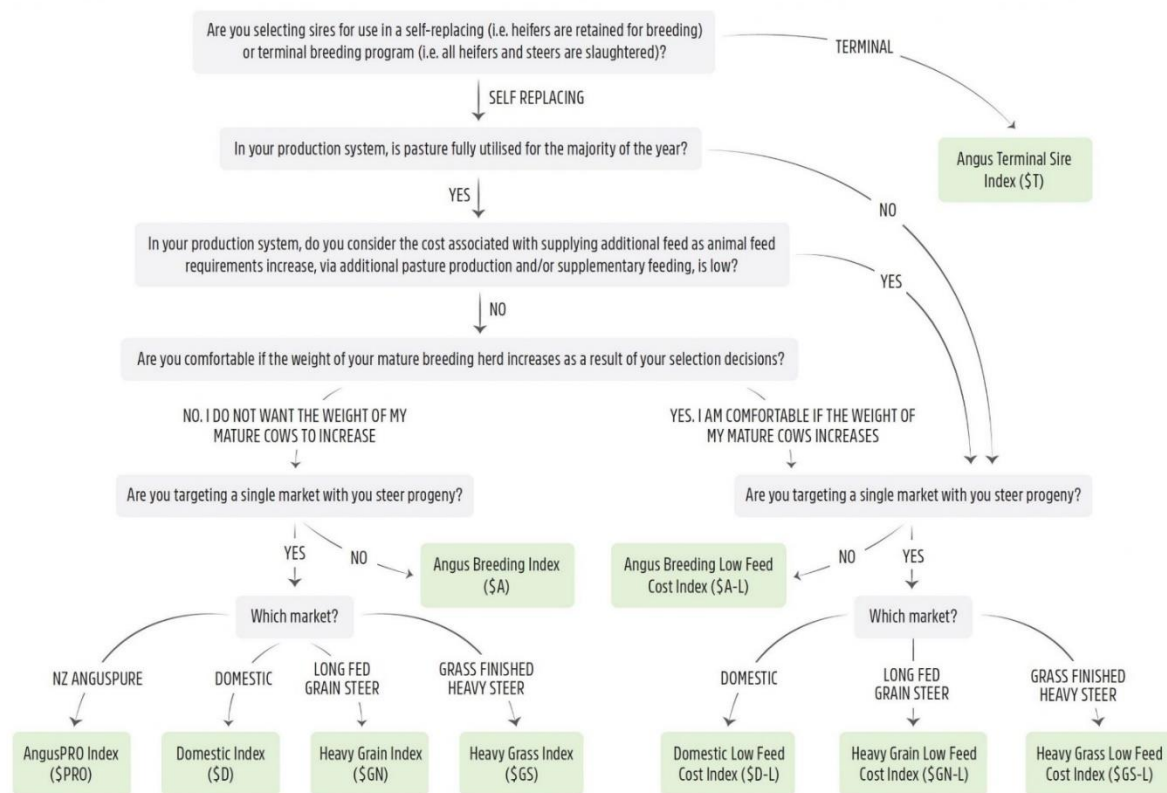 Are you selecting sires for use in a self-replacing (i.e. heifers are retained for breeding)
or terminal breeding program (i.e. all heifers and steers are slaughtered)?
TERMINAL
SELF REPLACING
In your production system, is pasture fully utilised for the majority of the year?
Angus Terminal Sire
Index ($T)
YES
NO
In your production system, do you consider the cost associated with supplying additional feed as animal feed
requirements increase, via additional pasture production and/or supplementary feeding, is low?
YES
NO
Are you comfortable if the weight of your mature breeding herd increases as a result of your selection decisions?
NO. I DO NOT WANT THE WEIGHT OF MY
MATURE COWS TO INCREASE
YES. I AM COMFORTABLE IF THE WEIGHT OF
MY MATURE COWS INCREASES
Are you targeting a single market with you steer progeny?
Are you targeting a single market with you steer progeny?
YES
NO
Angus Breeding Index
($A)
Angus Breeding Low Feed
Cost Index ($A-L)
NO
YES
Which market?
Which market?
NZ ANGUSPURE
DOMESTIC
LONG FED
GRAIN STEER
GRASS FINISHED
HEAVY STEER
DOMESTIC
LONG FED
GRAIN STEER
GRASS FINISHED
HEAVY STEER
AngusPRO Index
($PRO)
Domestic Index
($D)
Heavy Grain Index
($GN)
Heavy Grass Index
($GS)
Domestic Low Feed
Cost Index ($D-L)
Heavy Grain Low Feed
Cost Index ($GN-L)
Heavy Grass Low Feed
Cost Index ($GS-L)